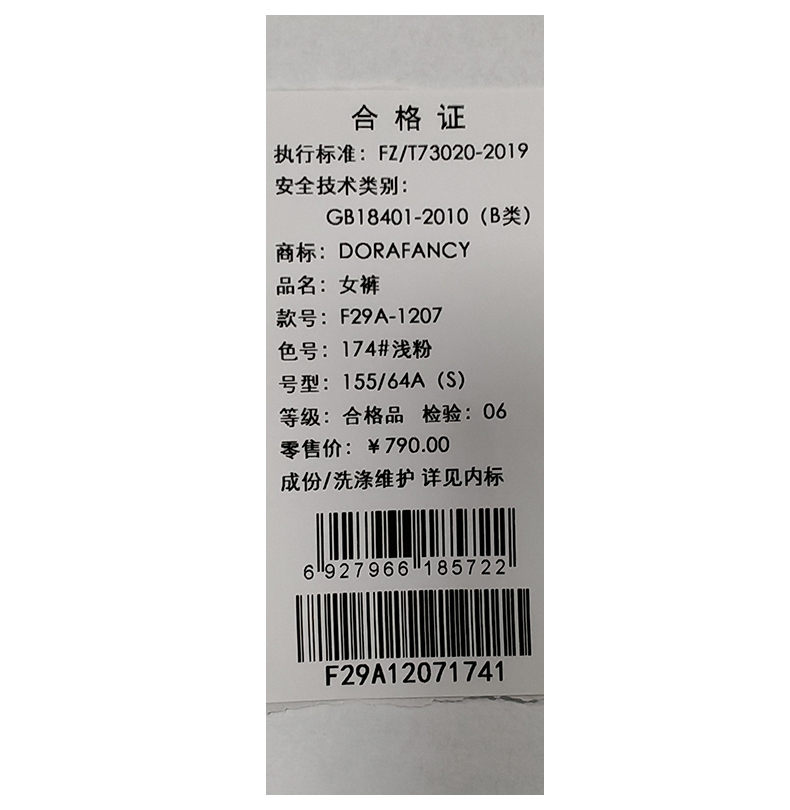 合格证
执行标准：FZ/T73020-2019
安全技术类别：
GB18401-2010（B类）
商标：DORAFANCY
品名：女裤
款号：F29A-1207
色号：174#浅粉
号型：155/64A（S）
等级：合格品 检验：06
零售价：￥790.00
成份/洗涤维护 详见内标
6 927966 185722
F29A12071741